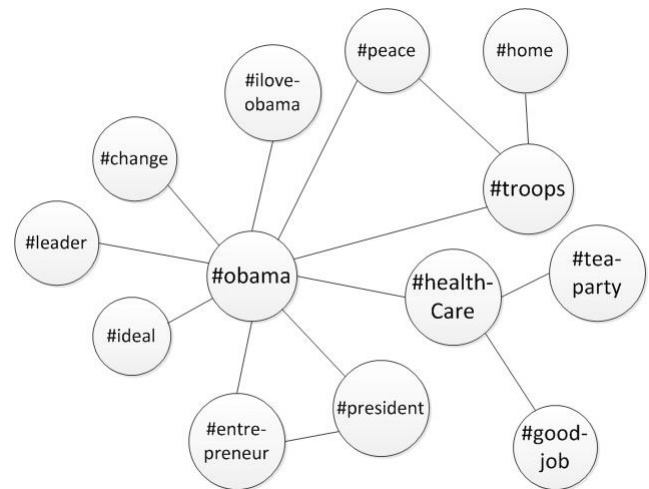 #peace
#home
#ilove-
obama
#change
#troops
#leader
#obama
#health-
Care
#tea-
party
#ideal
#president
#entre-
preneur
#good-
job